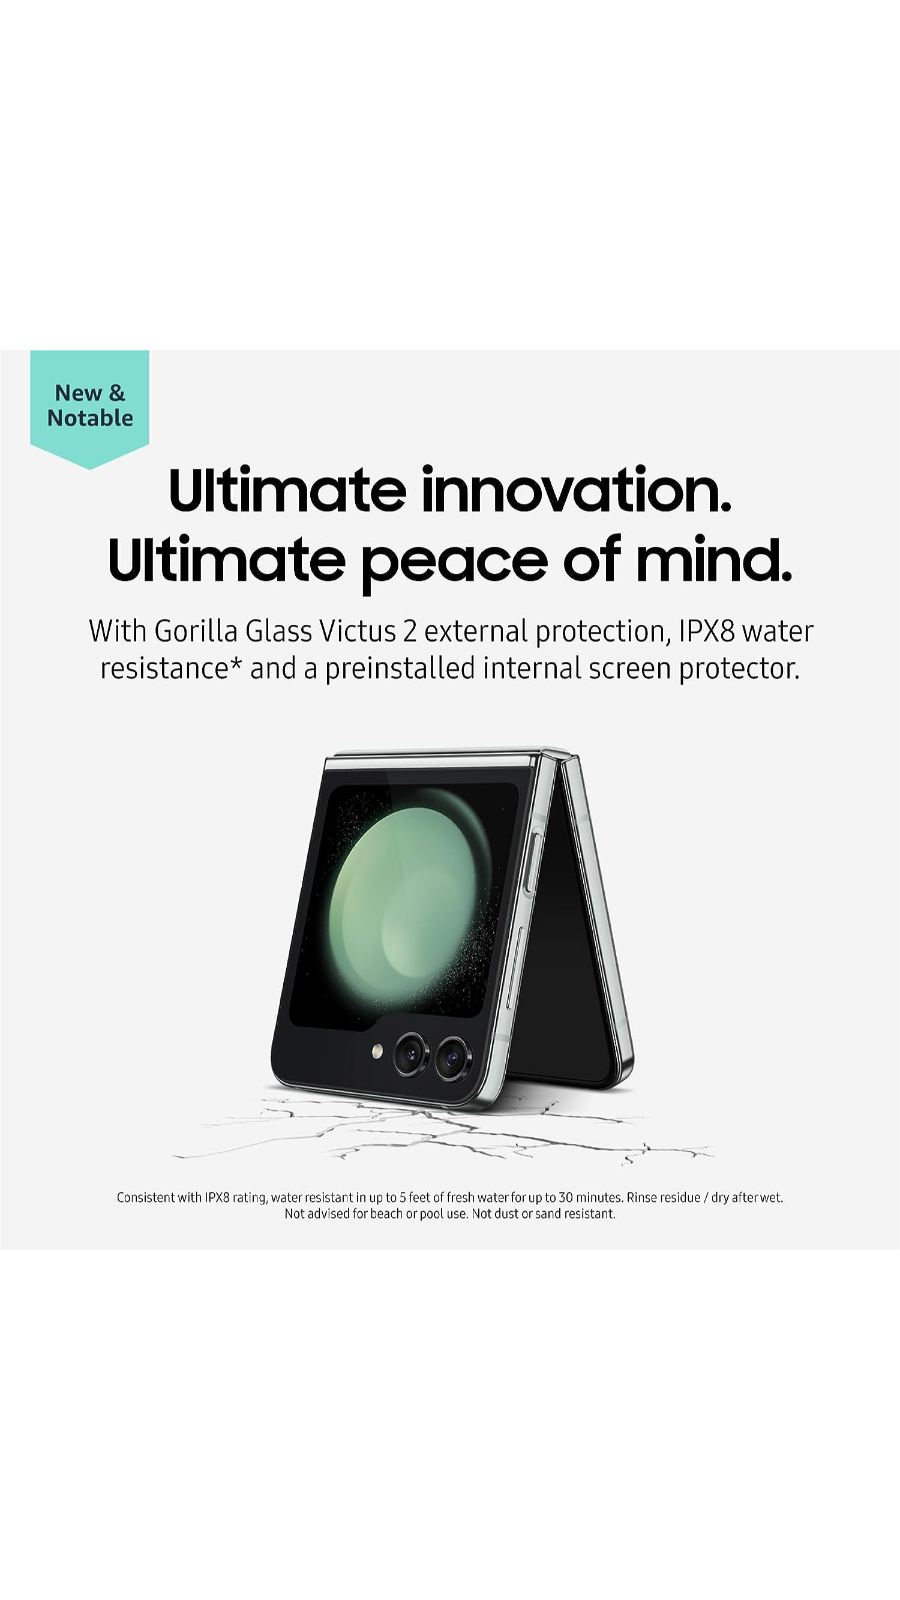 New &
Notable
Ultimate innovation.
Ultimate peace of mind.
With Gorilla Glass Victus 2 external protection, IPX8 water
resistance* and a preinstalled internal screen protector.
Consistent with IPX8 rating, water resistant in up to 5 feet of fresh water for up to 30 minutes. Rinse residue / dry after wet.
Not advised for beach or pool use. Not dust or sand resistant.